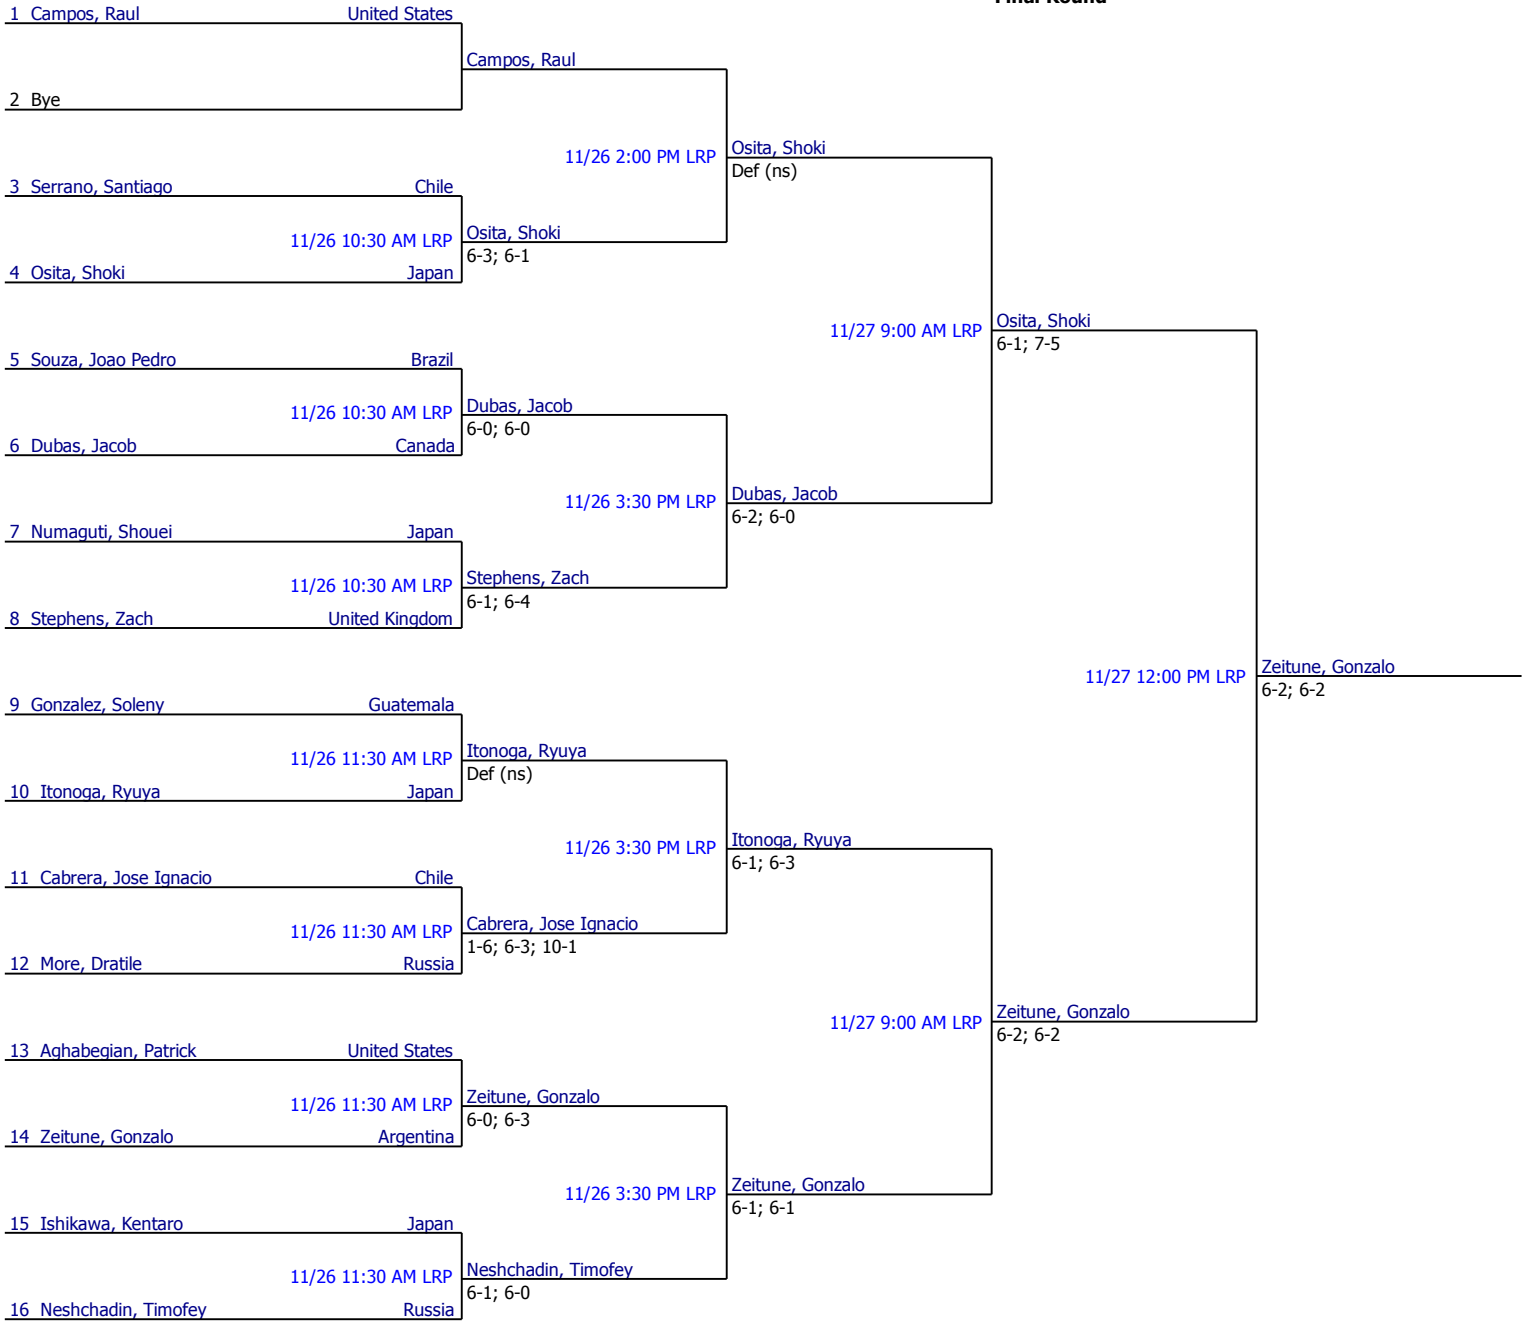 Final Round
1 Campos, Raul United States
Campos, Raul
2 Bye
11/26 2:00 PM LRP Osita, Shoki
Def (ns)
3 Serrano, Santiago Chile
11/26 10:30 AM LRP Osita, Shoki
6-3; 6-1
4 Osita, Shoki Japan
11/27 9:00 AM LRP Osita, Shoki
6-1; 7-5
5 Souza, Joao Pedro Brazil
11/26 10:30 AM LRP Dubas, Jacob
6-0; 6-0
6 Dubas, Jacob Canada
11/26 3:30 PM LRP Dubas, Jacob
6-2; 6-0
7 Numaguti, Shouei Japan
11/26 10:30 AM LRP Stephens, Zach
6-1; 6-4
8 Stephens, Zach United Kingdom
11/27 12:00 PM LRP Zeitune, Gonzalo
6-2; 6-2
9 Gonzalez, Soleny Guatemala
11/26 11:30 AM LRP Itonoga, Ryuya
Def (ns)
10 Itonoga, Ryuya Japan
11/26 3:30 PM LRP Itonoga, Ryuya
6-1; 6-3
11 Cabrera, Jose Ignacio Chile
11/26 11:30 AM LRP Cabrera, Jose Ignacio
1-6; 6-3; 10-1
12 More, Dratile Russia
11/27 9:00 AM LRP Zeitune, Gonzalo
6-2; 6-2
13 Aghabegian, Patrick United States
11/26 11:30 AM LRP Zeitune, Gonzalo
6-0; 6-3
14 Zeitune, Gonzalo Argentina
11/26 3:30 PM LRP Zeitune, Gonzalo
6-1; 6-1
15 Ishikawa, Kentaro Japan
11/26 11:30 AM LRP Neshchadin, Timofey
6-1; 6-0
16 Neshchadin, Timofey Russia